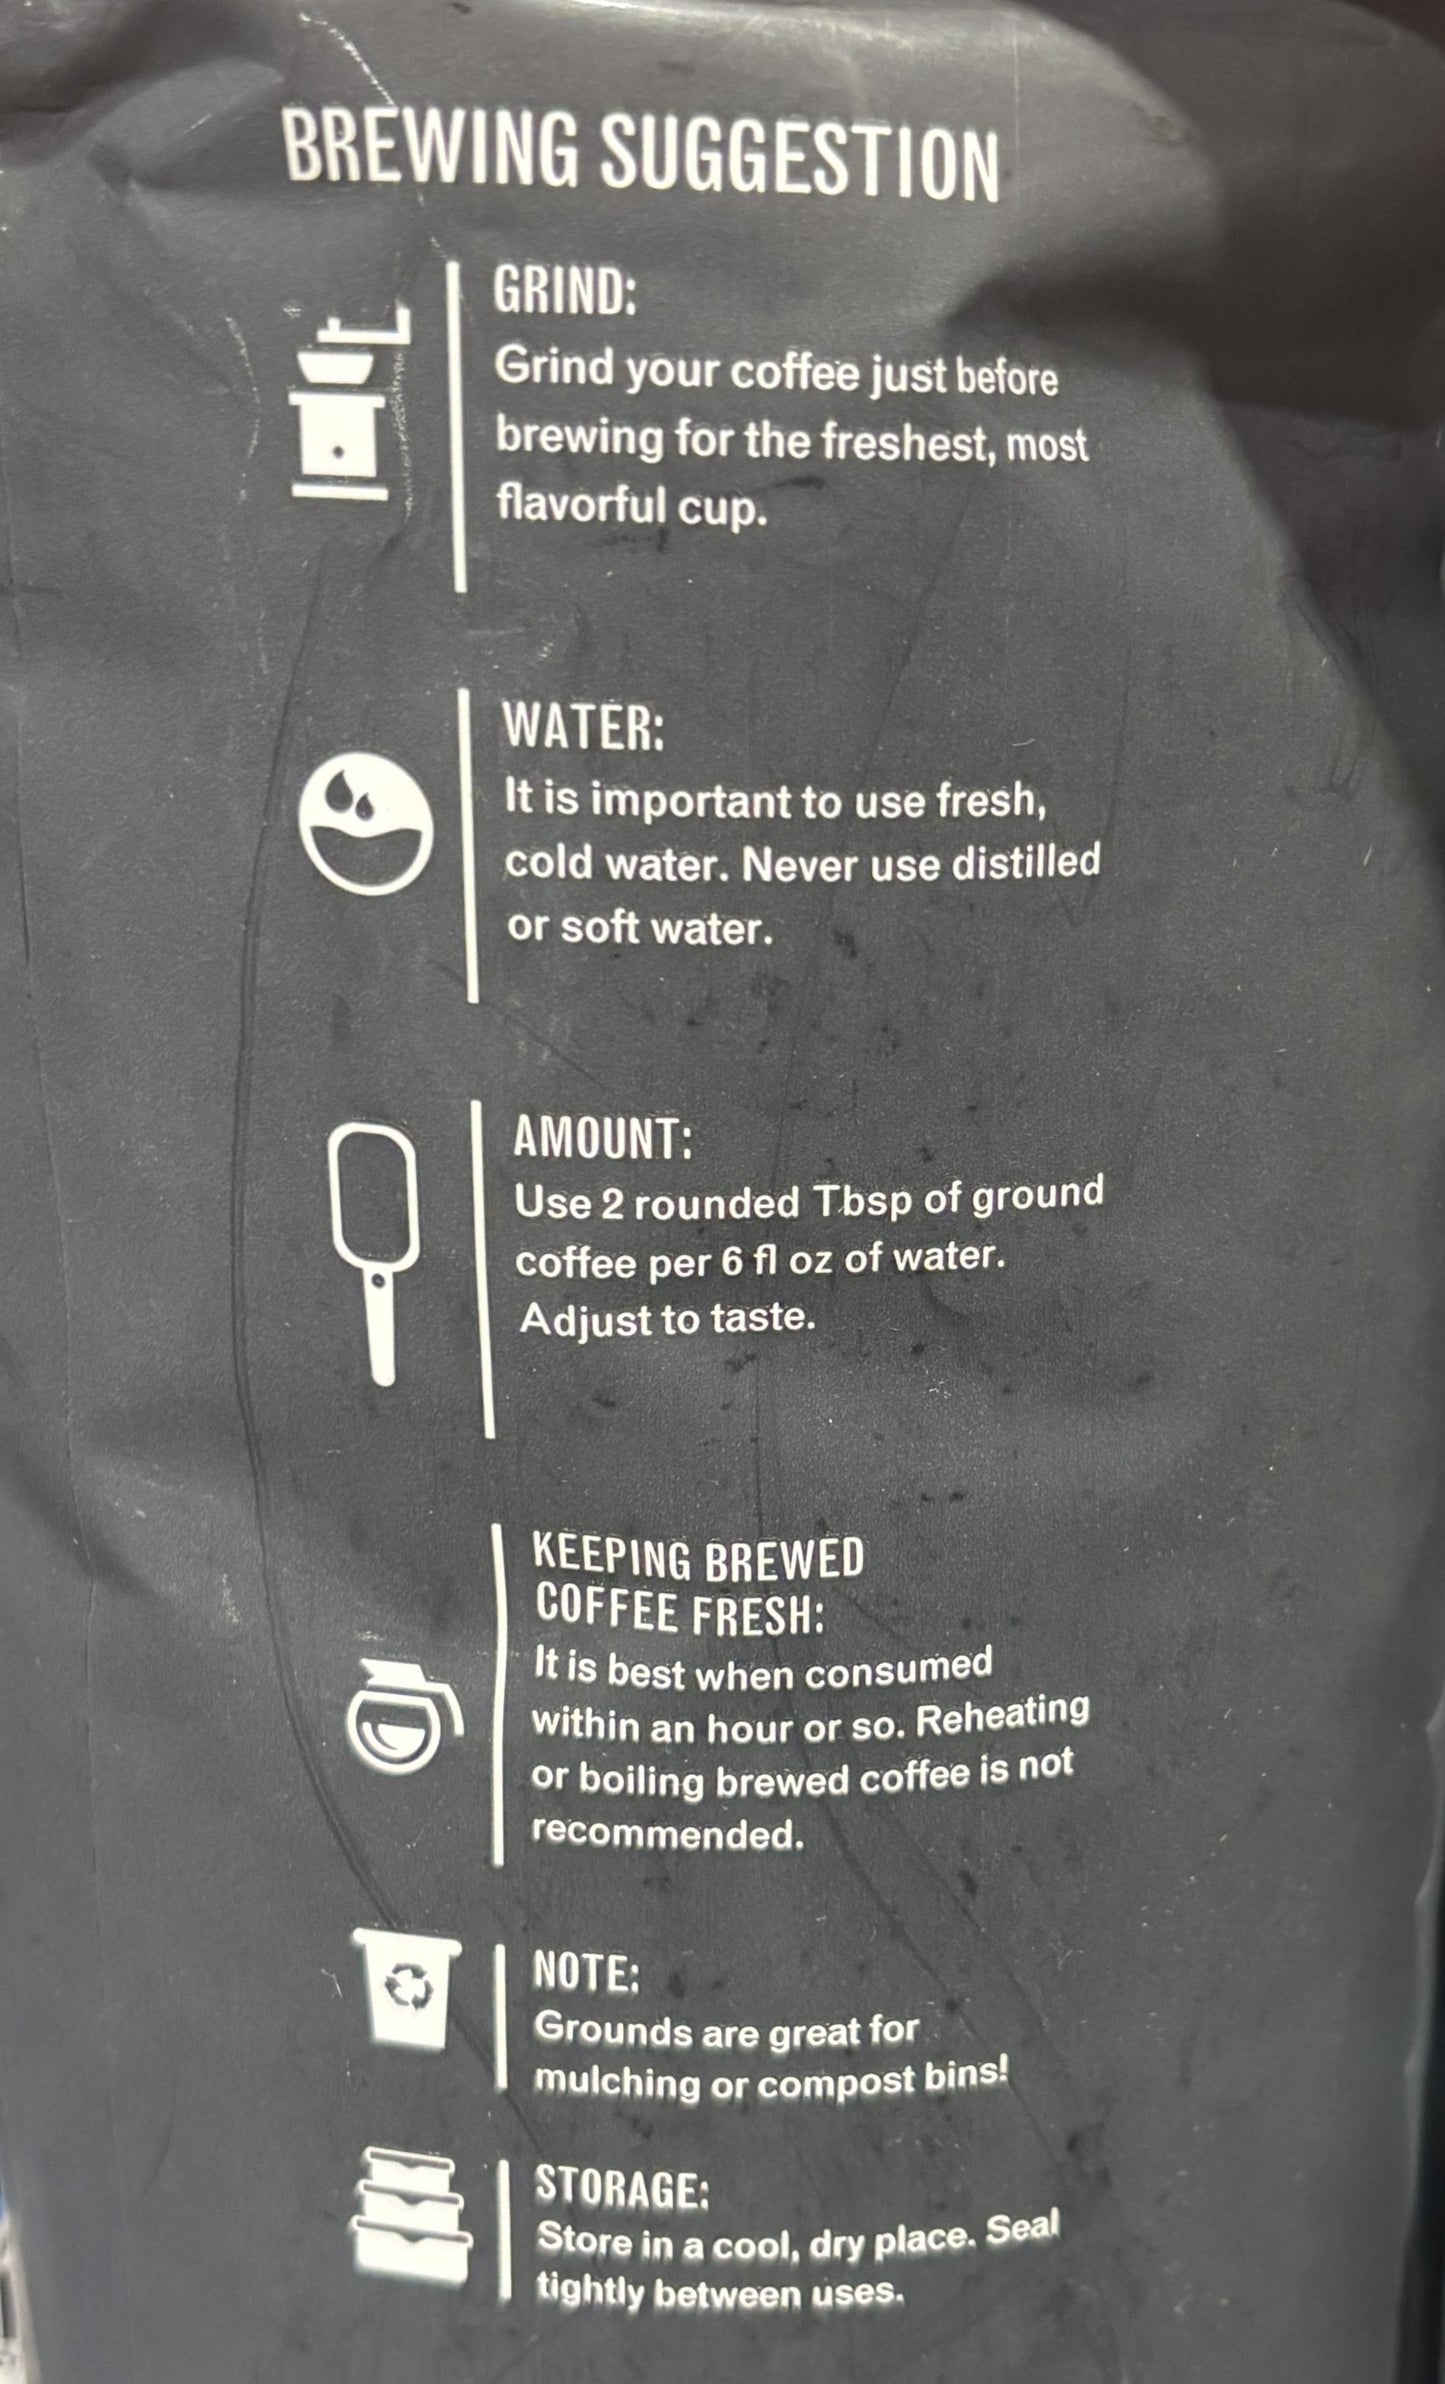 BREWING SUGGESTION
GRIND:
Grind your coffee just before
brewing for the freshest, most
flavorful cup.
WATER:
It is important to use fresh,
cold water. Never use distilled
or soft water.
AMOUNT:
Use 2 rounded Tbsp of ground
coffee per 6 fl oz of water.
Adjust to taste.
KEEPING BREWED
COFFEE FRESH:
It is best when consumed
within an hour or so. Reheating
or boiling brewed coffee is not
recommended.
NOTE:
Grounds are great for
mulching or compost bins!
STORAGE:
Store in a cool, dry place. Seal
tightly between uses.